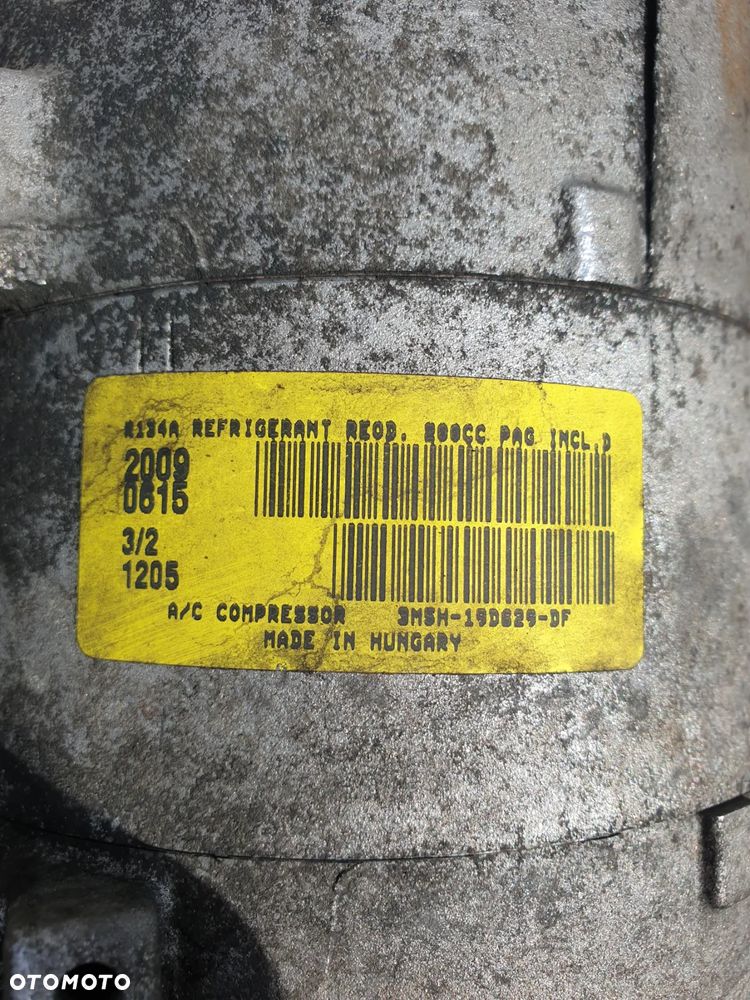 R134A REFRIGERANT REQD. 200CC PAG INCL.D
2009
0615
3/2
1205
A/C COMPRESSOR 3M5H-19D629-DF
MADE IN HUNGARY
OTOMOTO